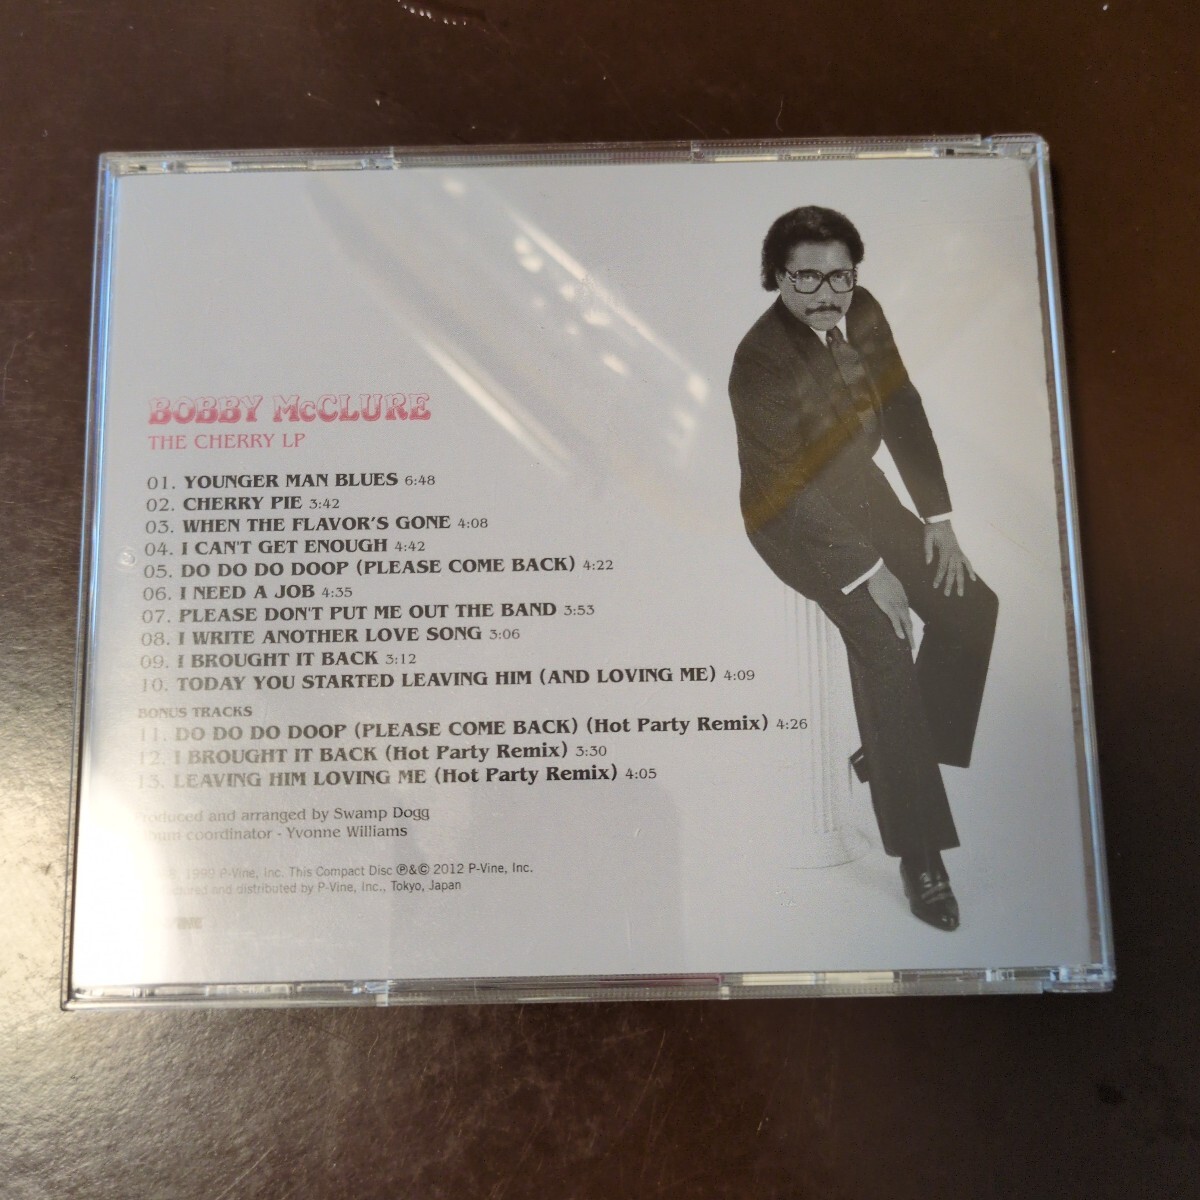 BOBBY McCLURE
THE CHERRY LP
01. YOUNGER MAN BLUES 6:48
02. CHERRY PIE 3:42
03. WHEN THE FLAVOR'S GONE 4:08
04. I CAN'T GET ENOUGH 4:42
05. DO DO DO DOOP (PLEASE COME BACK) 4:22
06. I NEED A JOB 4:35
07. PLEASE DON'T PUT ME OUT THE BAND 3:53
08. I WRITE ANOTHER LOVE SONG 3:06
09. I BROUGHT IT BACK 3:12
10. TODAY YOU STARTED LEAVING HIM (AND LOVING ME) 4:09
BONUS TRACKS
11. DO DO DO DOOP (PLEASE COME BACK) (Hot Party Remix) 4:26
12. I BROUGHT IT BACK (Hot Party Remix) 3:30
13. LEAVING HIM LOVING ME (Hot Party Remix) 4:05
and arranged by Swamp Dogg
coordinator - Yvonne Williams
1999 P-Vine, Inc. This Compact Disc ℗&© 2012 P-Vine, Inc.
and distributed by P-Vine, Inc., Tokyo, Japan